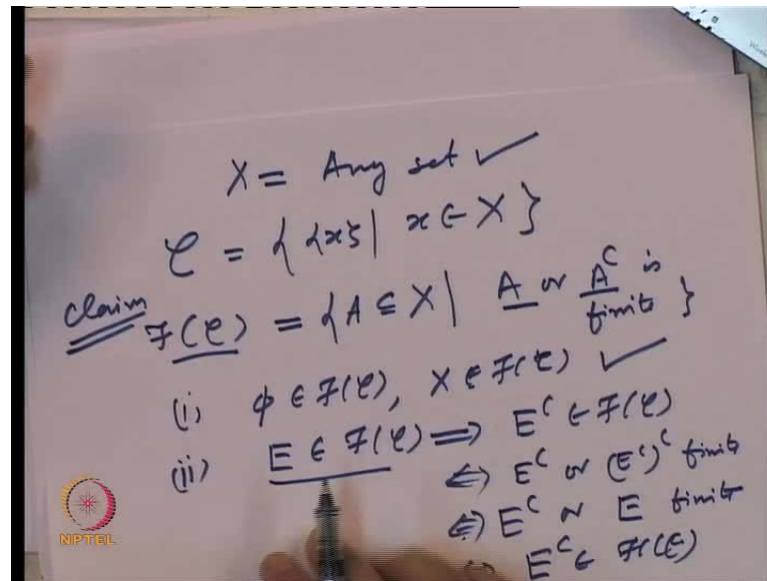 X = Any set ✓
𝒞 = { {x} | x ∈ X }
Claim
ℱ(𝒞) = { A ⊆ X | A or A^C is finite }
(i) ϕ ∈ ℱ(𝒞), X ∈ ℱ(𝒞) ✓
(ii) E ∈ ℱ(𝒞) ⇒ E^C ∈ ℱ(𝒞)
⇔ E^C or (E^C)^C finite
⇔ E^C or E finite
E^C ∈ ℱ(𝒞)
NPTEL